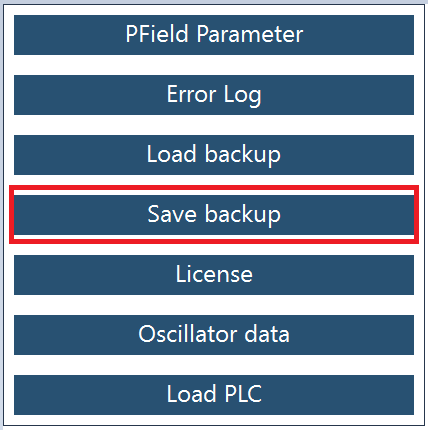 PField Parameter
Error Log
Load backup
Save backup
License
Oscillator data
Load PLC